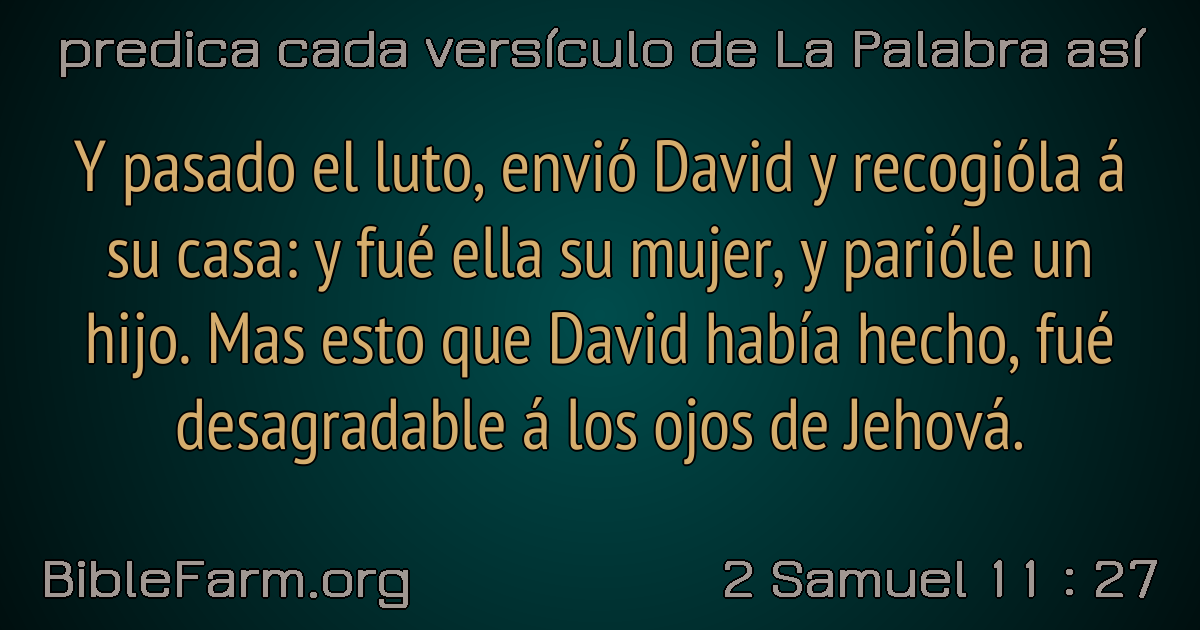 predica cada versículo de La Palabra así
Y pasado el luto, envió David y recogióla á
su casa: y fué ella su mujer, y parióle un
hijo. Mas esto que David había hecho, fué
desagradable á los ojos de Jehová.
BibleFarm.org
2 Samuel 11 : 27